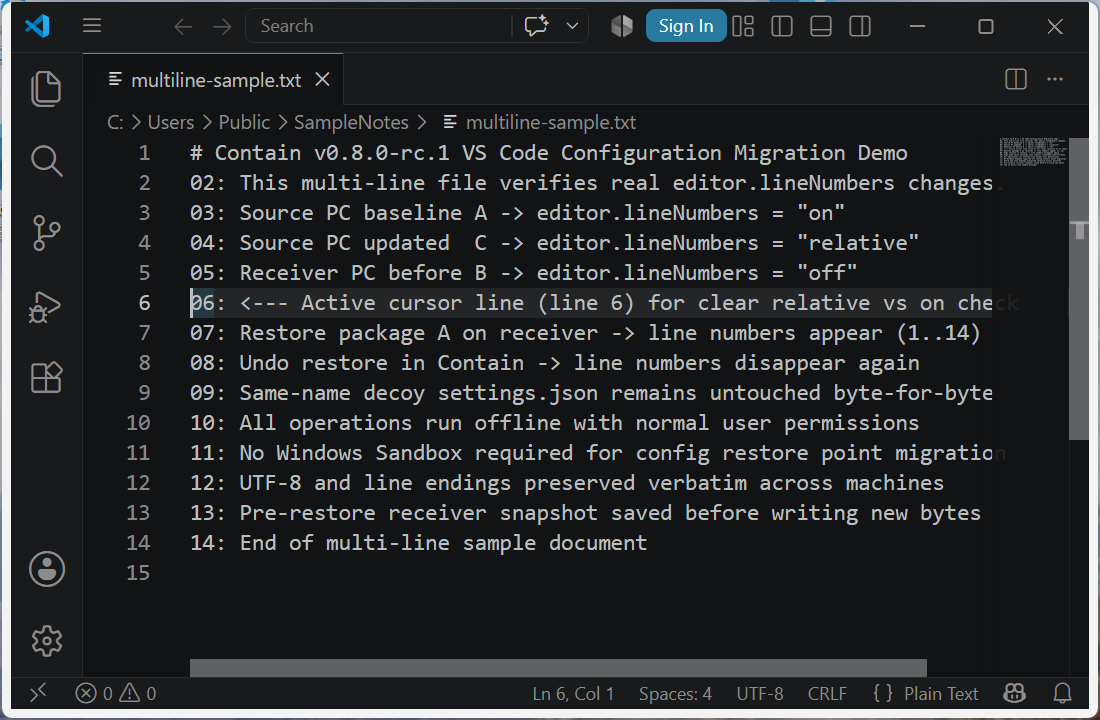 Search
Sign In
multiline-sample.txt
C: > Users > Public > SampleNotes > multiline-sample.txt
1 # Contain v0.8.0-rc.1 VS Code Configuration Migration Demo
2 02: This multi-line file verifies real editor.lineNumbers changes.
3 03: Source PC baseline A -> editor.lineNumbers = "on"
4 04: Source PC updated  C -> editor.lineNumbers = "relative"
5 05: Receiver PC before B -> editor.lineNumbers = "off"
6 06: <--- Active cursor line (line 6) for clear relative vs on check
7 07: Restore package A on receiver -> line numbers appear (1..14)
8 08: Undo restore in Contain -> line numbers disappear again
9 09: Same-name decoy settings.json remains untouched byte-for-byte
10 10: All operations run offline with normal user permissions
11 11: No Windows Sandbox required for config restore point migration
12 12: UTF-8 and line endings preserved verbatim across machines
13 13: Pre-restore receiver snapshot saved before writing new bytes
14 14: End of multi-line sample document
15
0 0 Ln 6, Col 1 Spaces: 4 UTF-8 CRLF {} Plain Text